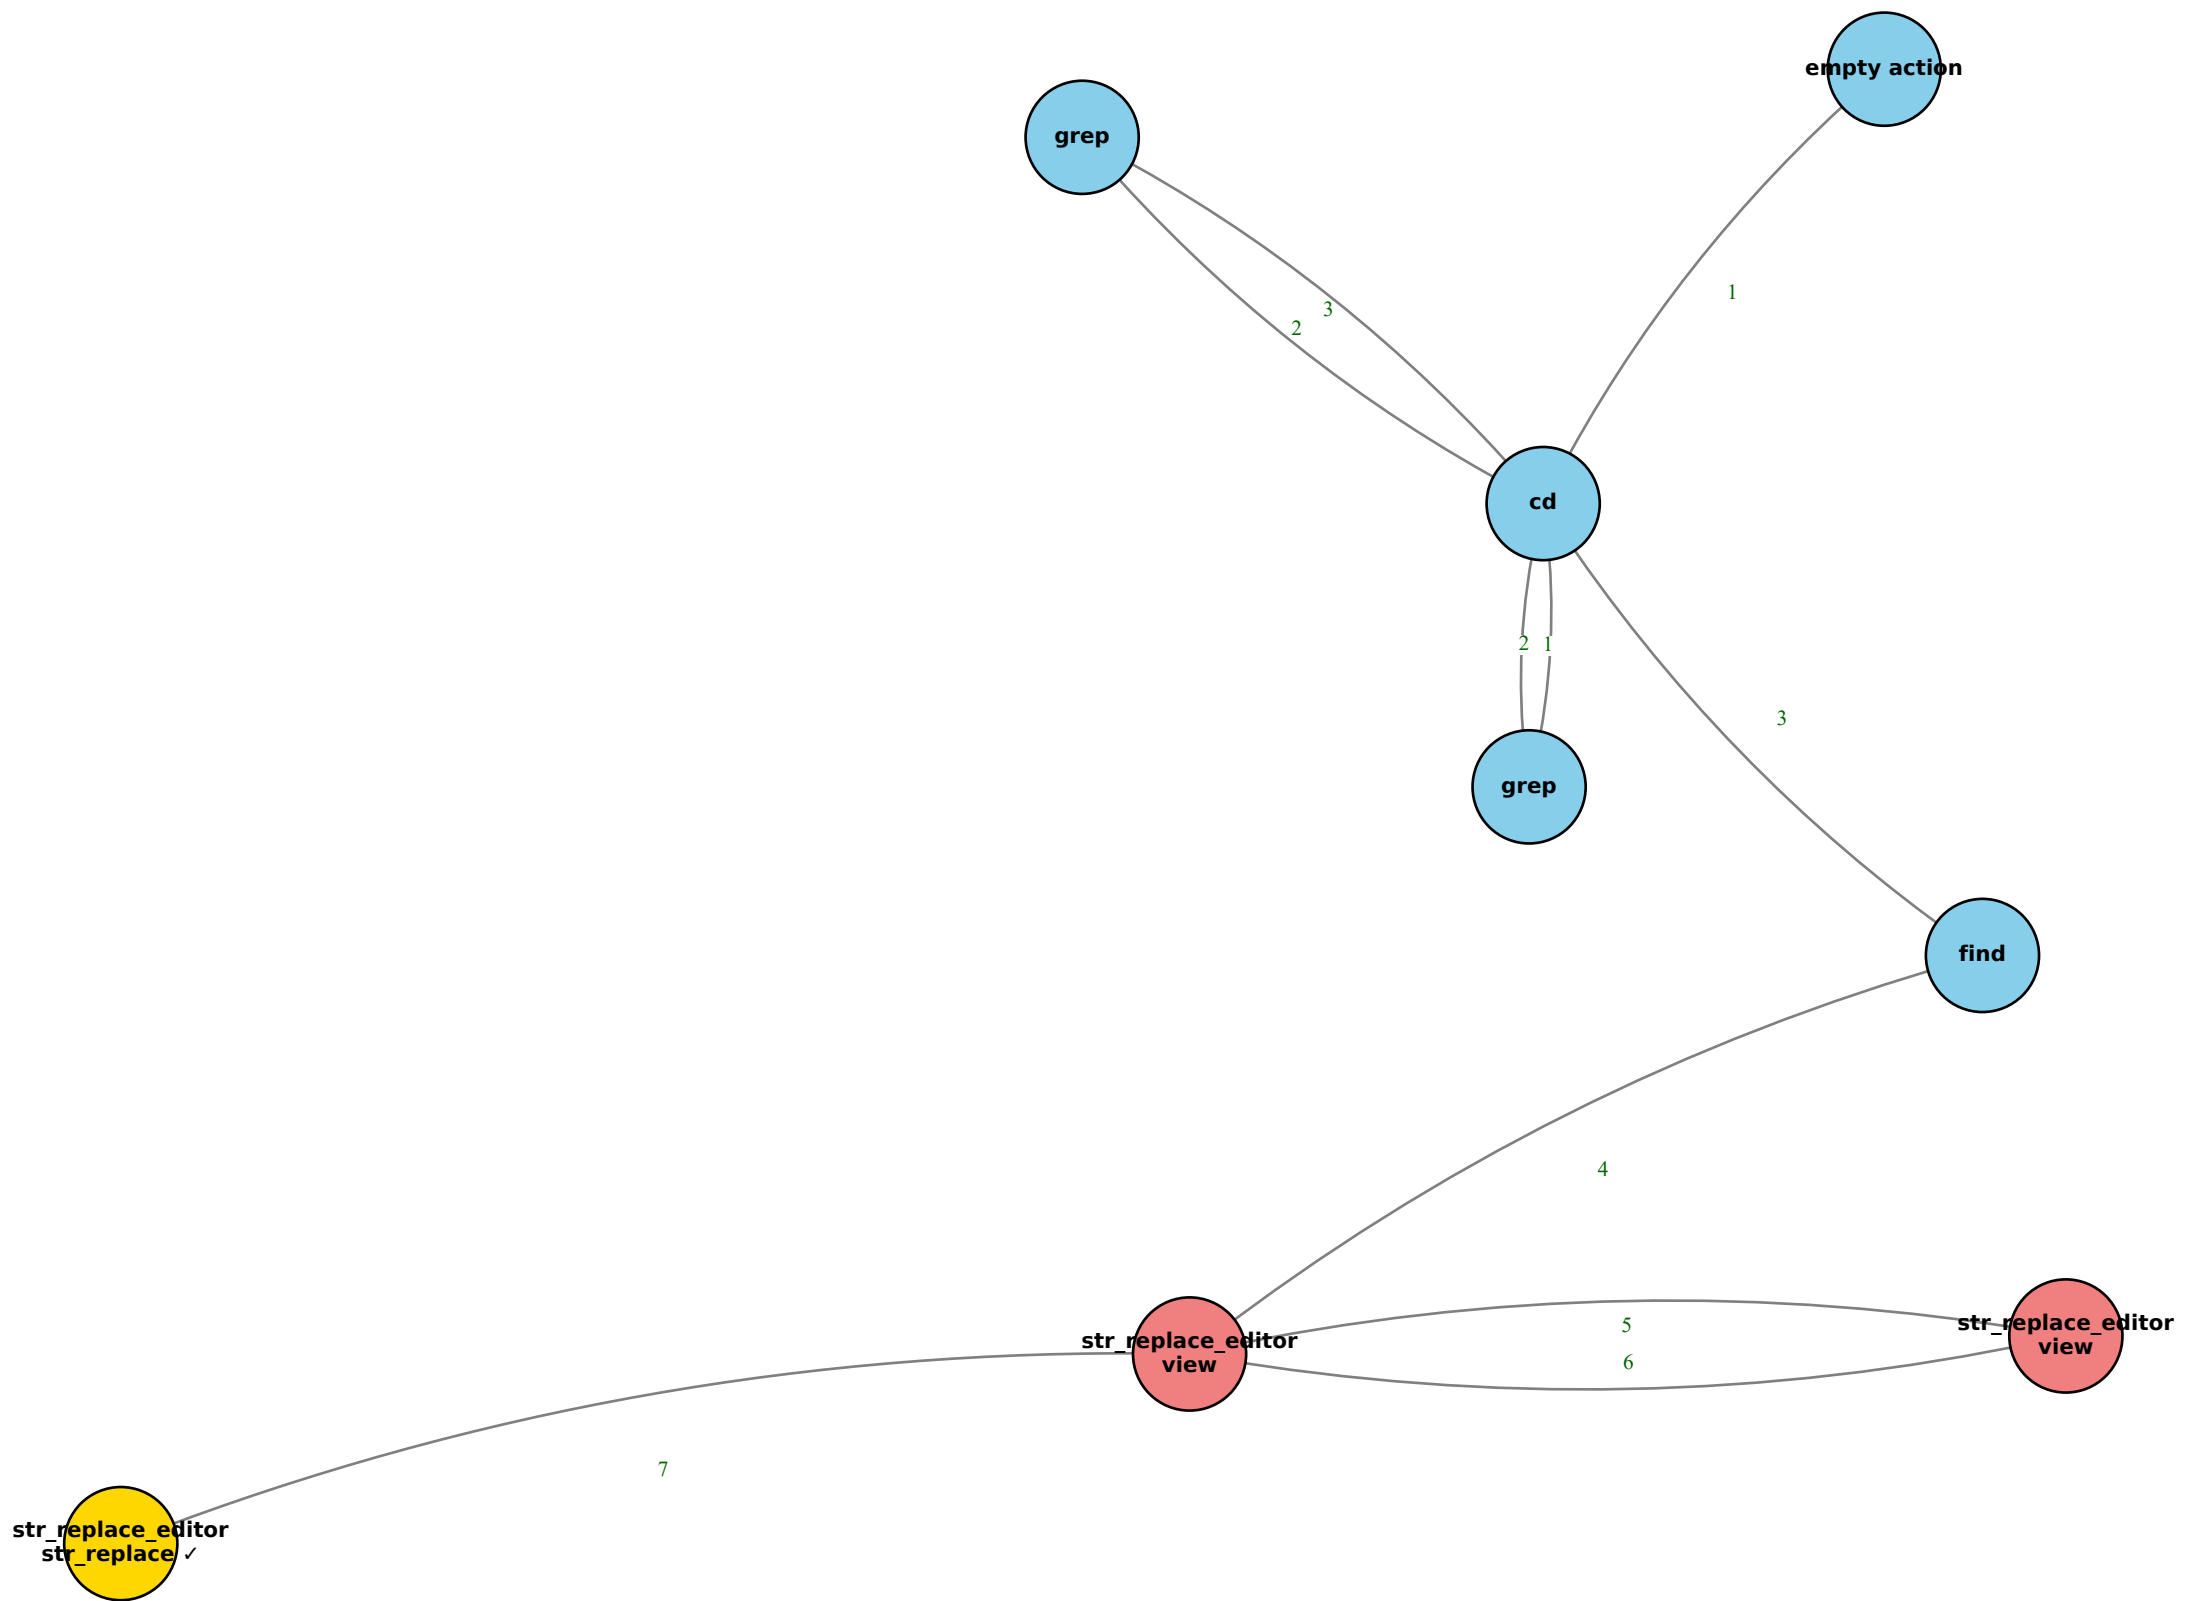 empty action
grep
1
3
2
cd
2
1
3
grep
find
4
5
str_replace_editor
view
str_replace_editor
view
6
7
str_replace_editor
str_replace ✓